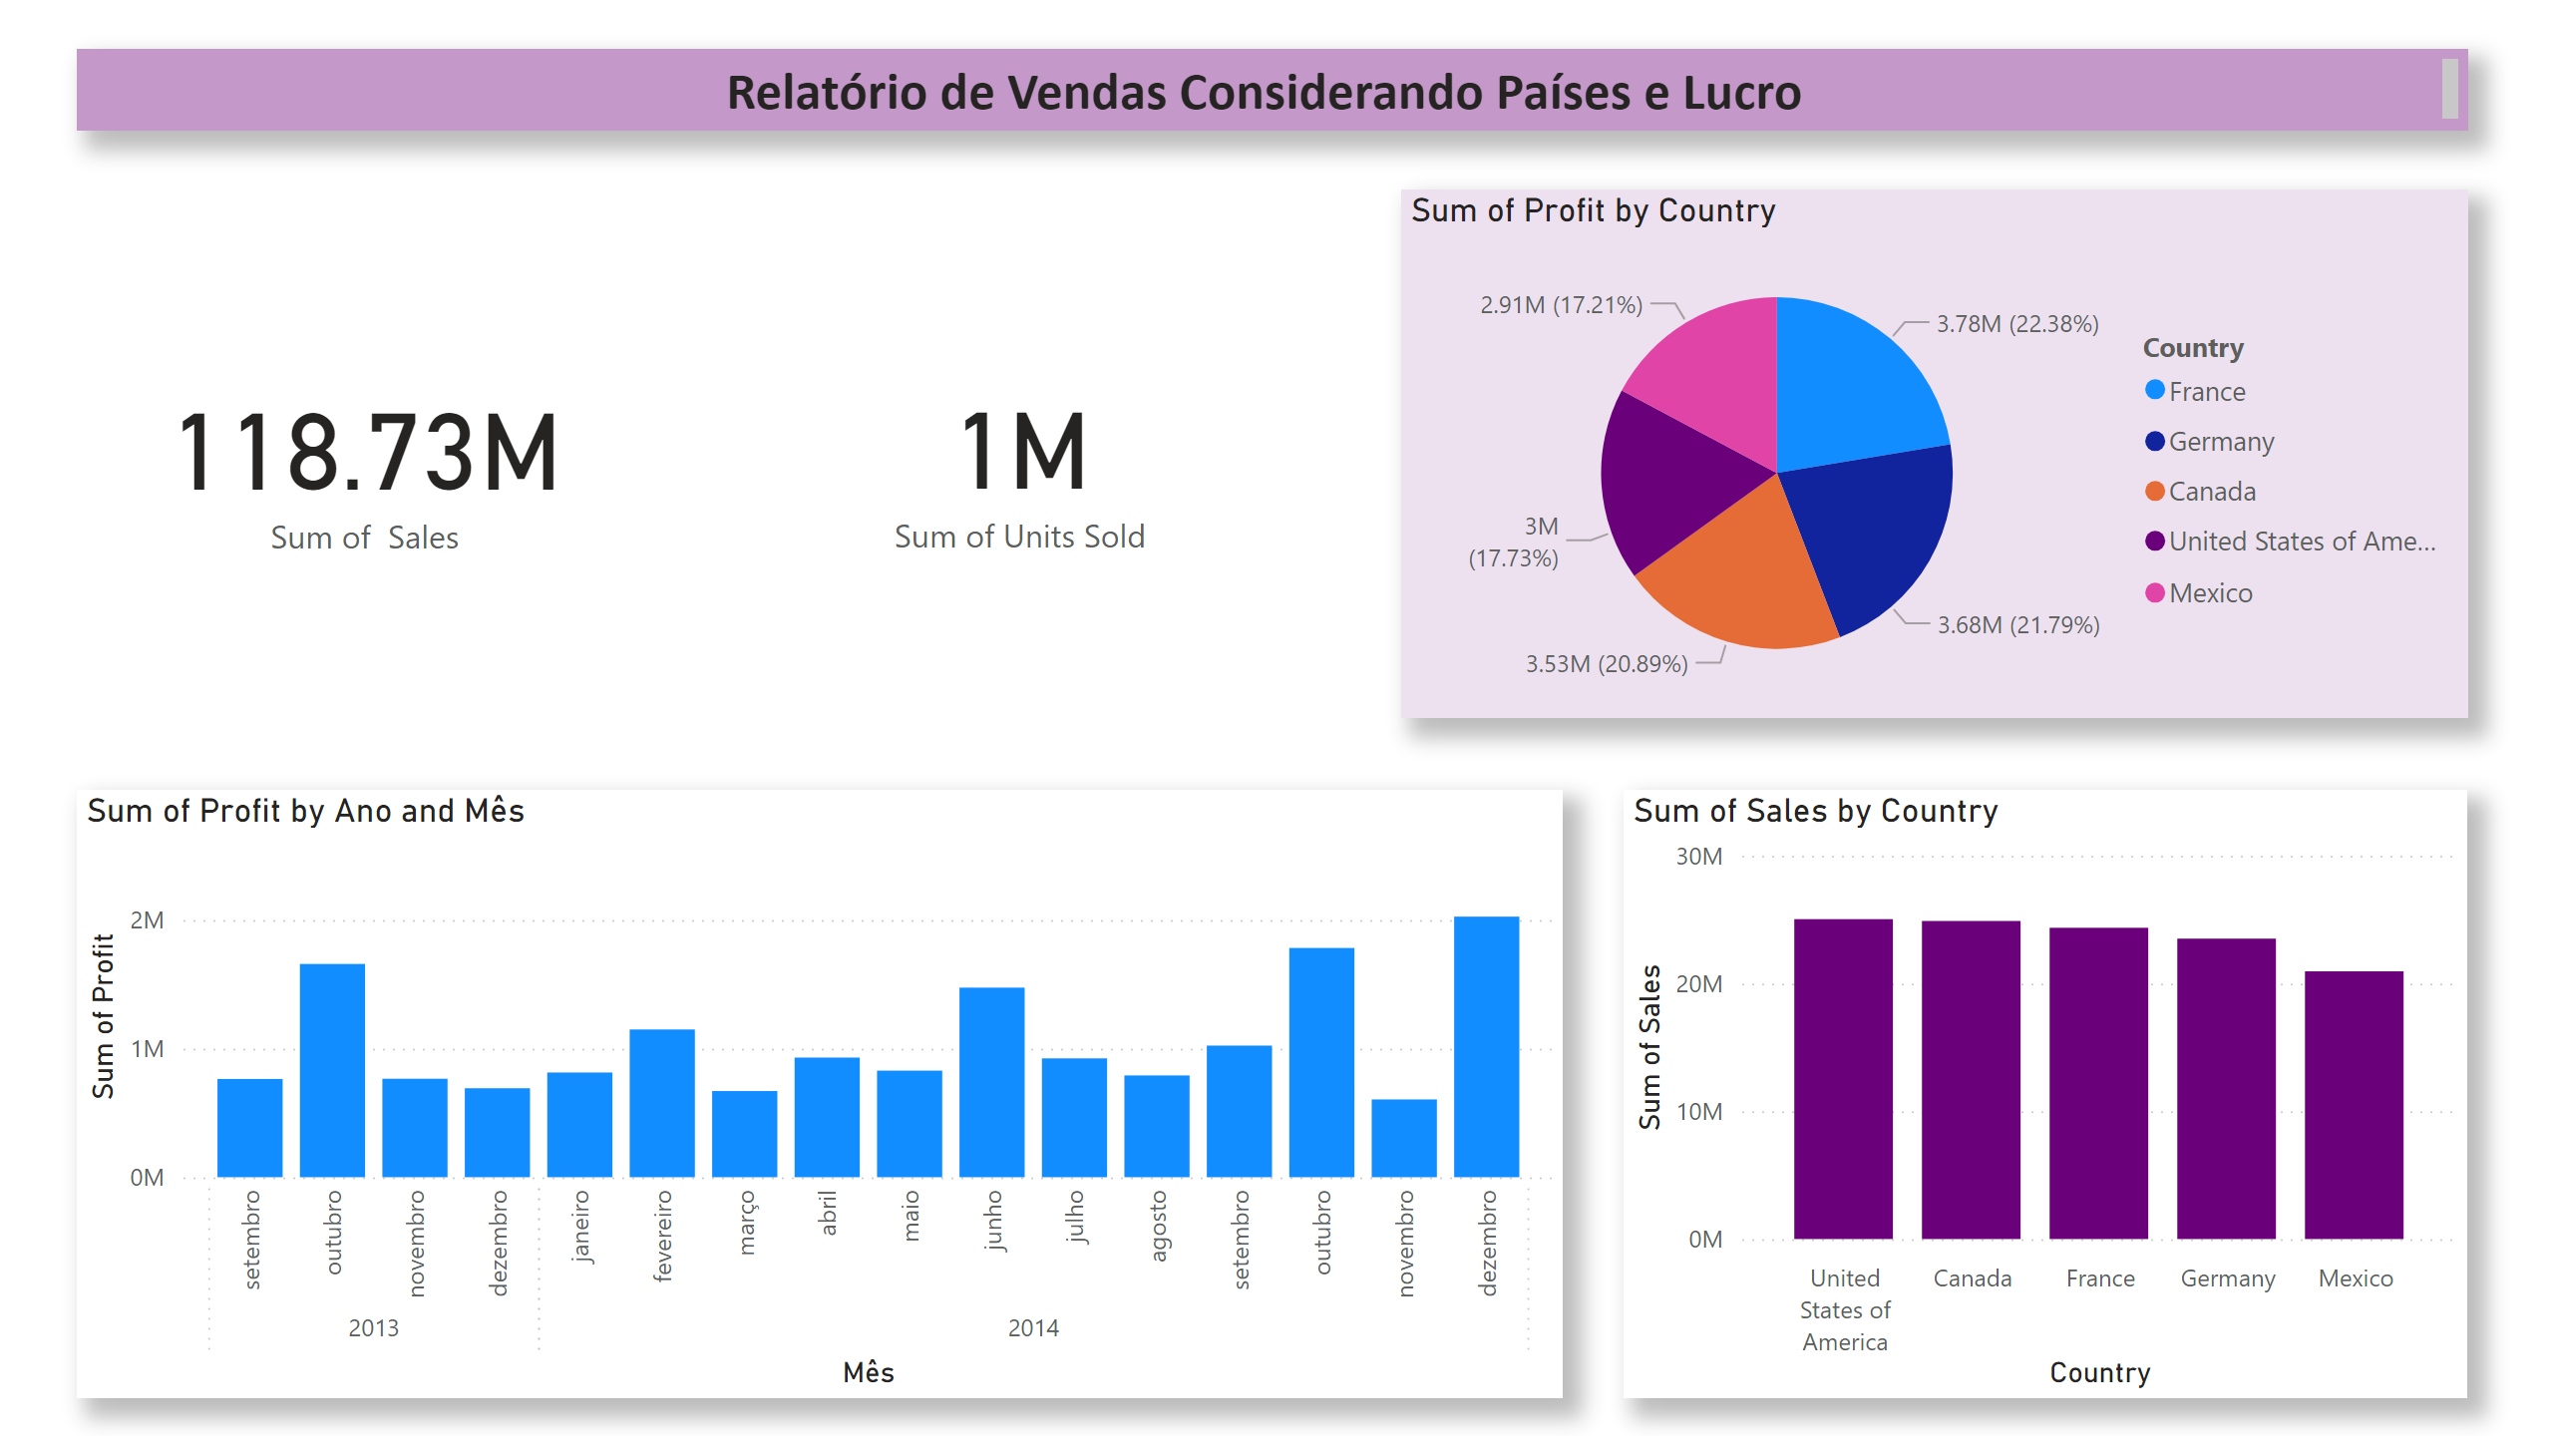 Relatório de Vendas Considerando Países e Lucro
118.73M
Sum of  Sales
1M
Sum of Units Sold
Sum of Profit by Country
2.91M (17.21%)
3.78M (22.38%)
3M
(17.73%)
3.68M (21.79%)
3.53M (20.89%)
Country
France
Germany
Canada
United States of Ame...
Mexico
Sum of Profit by Ano and Mês
Sum of Profit
2M
1M
0M
setembro
outubro
novembro
dezembro
janeiro
fevereiro
março
abril
maio
junho
julho
agosto
setembro
outubro
novembro
dezembro
2013
2014
Mês
Sum of Sales by Country
Sum of Sales
30M
20M
10M
0M
United
States of
America
Canada
France
Germany
Mexico
Country